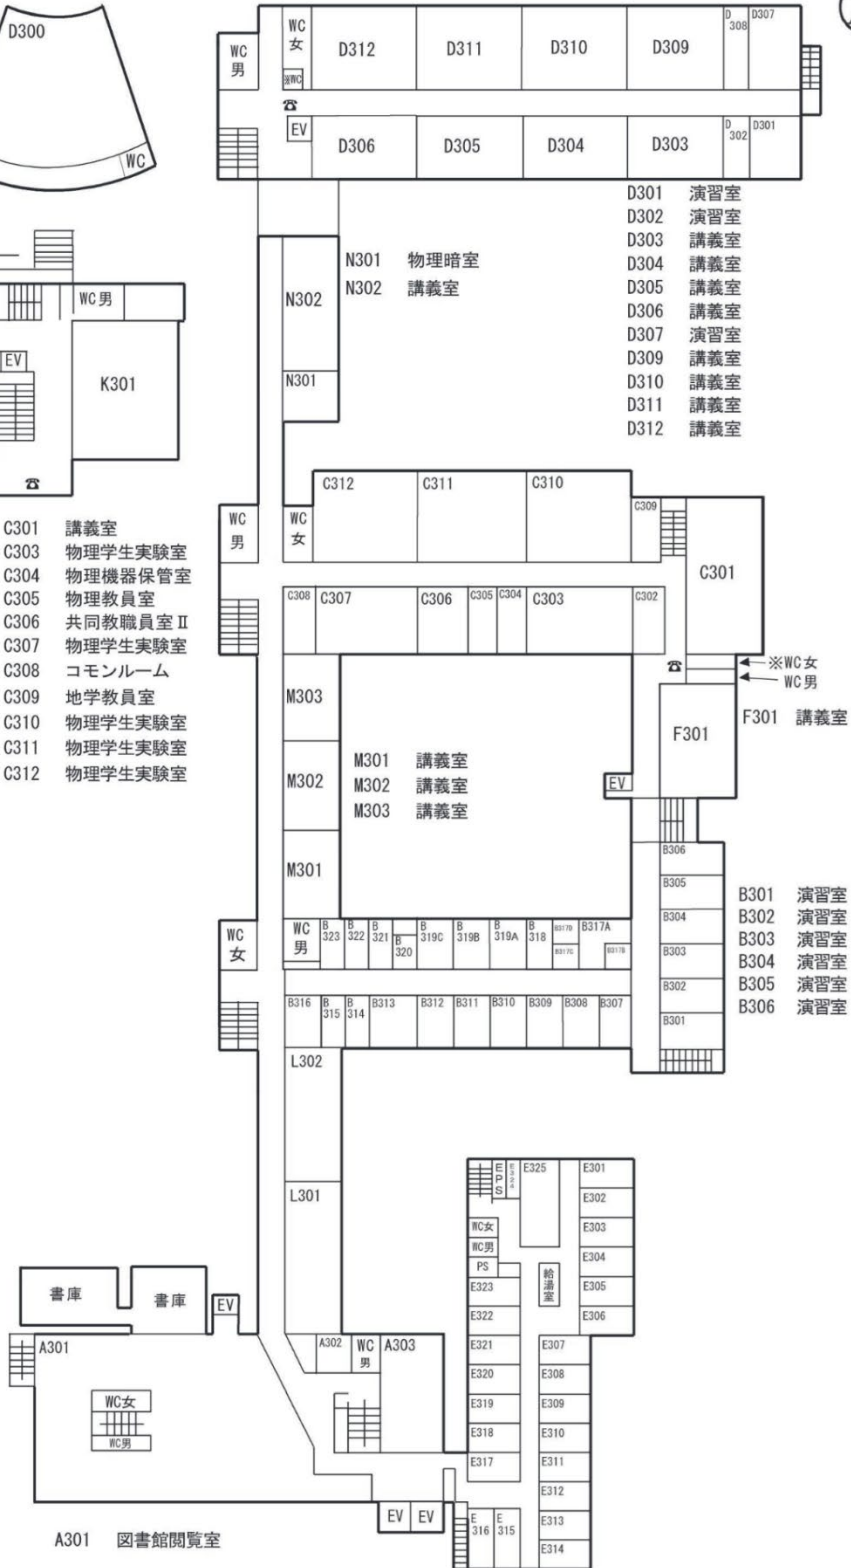 D300
WC
WC
男
WC
女
※WC
☎
EV
D312
D311
D310
D309
D
308
D307
D306
D305
D304
D303
D
302
D301
D301 演習室
D302 演習室
D303 講義室
D304 講義室
D305 講義室
D306 講義室
D307 演習室
D309 講義室
D310 講義室
D311 講義室
D312 講義室
N302
N301
N301 物理暗室
N302 講義室
WC男
EV
K301
☎
C301 講義室
C303 物理学生実験室
C304 物理機器保管室
C305 物理教員室
C306 共同教職員室Ⅱ
C307 物理学生実験室
C308 コモンルーム
C309 地学教員室
C310 物理学生実験室
C311 物理学生実験室
C312 物理学生実験室
WC
男
WC
女
C312
C311
C310
C309
C301
C308
C307
C306
C305
C304
C303
C302
☎
※WC女
WC男
F301
F301 講義室
EV
M303
M302
M301
M301 講義室
M302 講義室
M303 講義室
WC
女
WC
男
B
323
B
322
B
321
B
320
B
319C
B
319B
B
319A
B
318
B317D
B317C
B317A
B317B
B316
B
315
B
314
B313
B312
B311
B310
B309
B308
B307
B306
B305
B304
B303
B302
B301
B301 演習室
B302 演習室
B303 演習室
B304 演習室
B305 演習室
B306 演習室
L302
L301
書庫
書庫
EV
A301
WC女
WC男
A302
WC
男
A303
EV
EV
A301 図書館閲覧室
EPS
E324
E325
WC女
WC男
PS
給湯室
E301
E302
E303
E304
E305
E306
E323
E322
E321
E320
E319
E318
E317
E307
E308
E309
E310
E311
E312
E313
E314
E
316
E
315